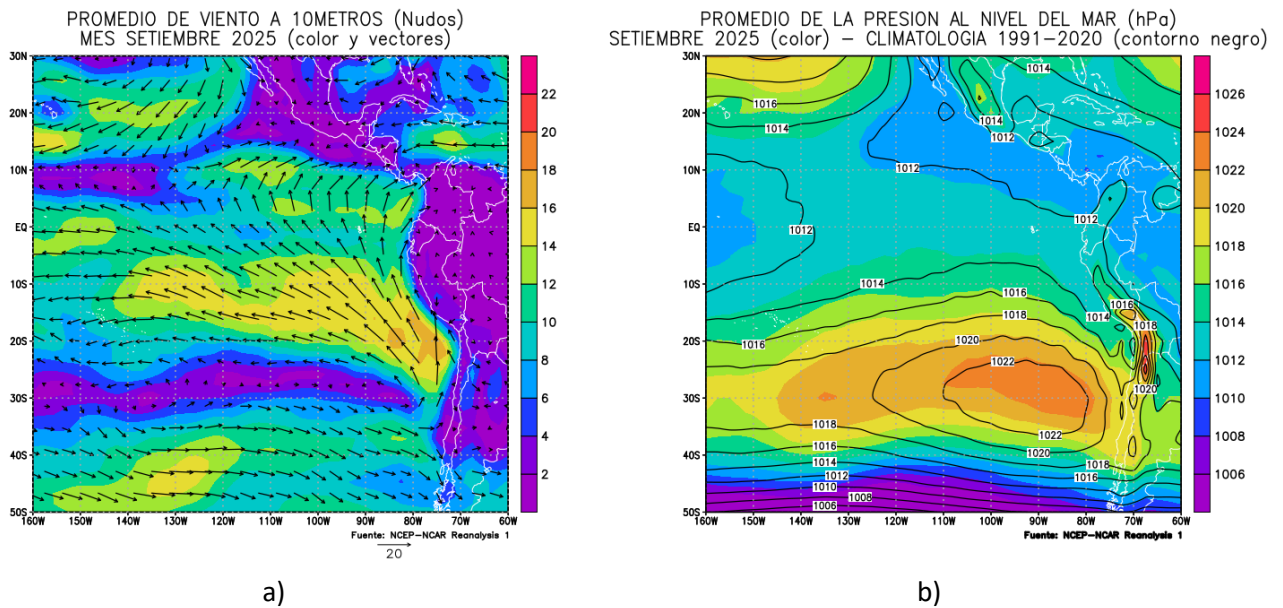 PROMEDIO DE VIENTO A 10METROS (Nudos)
MES SETIEMBRE 2025 (color y vectores)
30N
20N
10N
EQ
10S
20S
30S
40S
50S
160W 150W 140W 130W 120W 110W 100W 90W 80W 70W 60W
22
20
18
16
14
12
10
8
6
4
2
Fuente: NCEP-NCAR Reanalysis 1
20
a)
PROMEDIO DE LA PRESION AL NIVEL DEL MAR (hPa)
SETIEMBRE 2025 (color) - CLIMATOLOGIA 1991-2020 (contorno negro)
30N
20N
10N
EQ
10S
20S
30S
40S
50S
1014
1016
1014
1014
1012
1012
1012
1012
1014
1016
1018
1016
1014
1018
1020
1016
1022
1020
1018
1022
1016
1020
1014
1018
1012
1016
1010
1008
1006
160W 150W 140W 130W 120W 110W 100W 90W 80W 70W 60W
1026
1024
1022
1020
1018
1016
1014
1012
1010
1008
1006
Fuente: NCEP-NCAR Reanalysis 1
b)